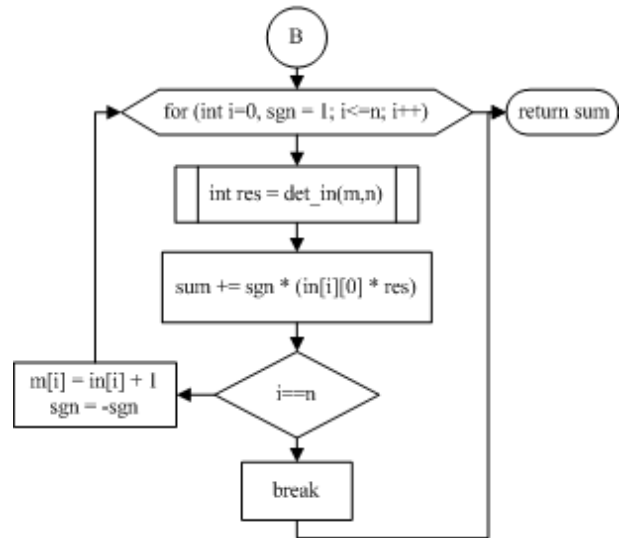 B
for (int i=0, sgn = 1; i<=n; i++)
return sum
int res = det_in(m,n)
sum += sgn * (in[i][0] * res)
i==n
m[i] = in[i] + 1
sgn = -sgn
break